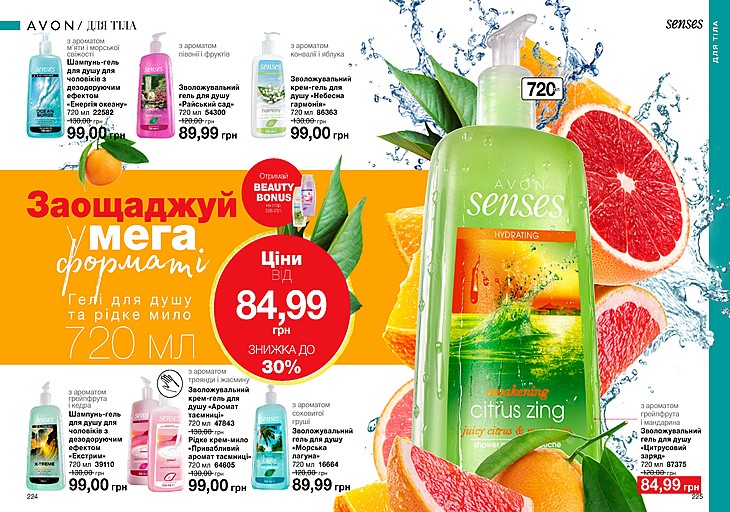 AVON / ДЛЯ ТІЛА
з ароматом
м'яти і морської
свіжості
Шампунь-гель
для душу для
чоловіків з
дезодоруючим
ефектом
«Енергія океану»
720 мл 22582
130,00 грн
99,00 грн
з ароматом
півонії і фруктів
Зволожувальний
гель для душу
«Райський сад»
720 мл 54300
120,00 грн
89,99 грн
з ароматом
конвалії і яблука
Зволожувальний
крем-гель для
душу «Небесна
гармонія»
720 мл 86363
130,00 грн
99,00 грн
senses
ДЛЯ ТІЛА
720
Заощаджуй
у мега
форматі
Гелі для душу
та рідке мило
720 мл
Отримай
BEAUTY
BONUS
на стор.
Ціни
ВІД
84,99
грн
ЗНИЖКА ДО
30%
AVON
senses
HYDRATING
awakening
citrus zing
juicy citrus &
з ароматом
грейпфрута
і кедра
Шампунь-гель
для душу для
чоловіків з
дезодоруючим
ефектом
«Екстрим»
720 мл 39110
130,00 грн
99,00 грн
з ароматом
троянди і жасмину
Зволожувальний
крем-гель для
душу «Аромат
таємниці»
720 мл 47843
130,00 грн
Рідке крем-мило
«Привабливий
аромат таємниці»
720 мл 64605
130,00 грн
99,00 грн
з ароматом
соковитої
груші
Зволожувальний
гель для душу
«Морська
лагуна»
720 мл 16664
120,00 грн
89,99 грн
з ароматом
грейпфрута
і мандарина
Зволожувальний
гель для душу
«Цитрусовий
заряд»
720 мл 87375
120,00 грн
84,99 грн
224
225